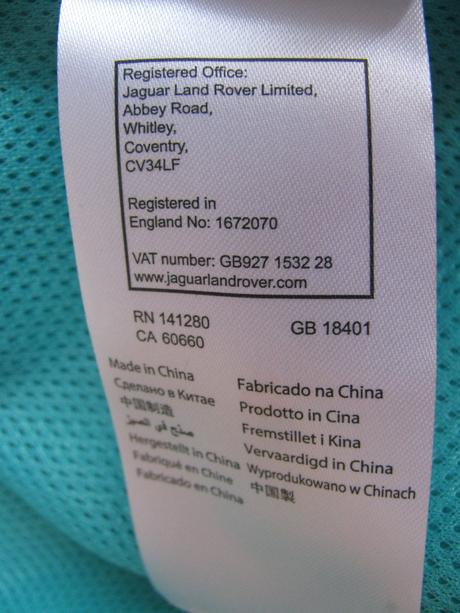 Registered Office:
Jaguar Land Rover Limited,
Abbey Road,
Whitley,
Coventry,
CV34LF
Registered in
England No: 1672070
VAT number: GB927 1532 28
www.jaguarlandrover.com
RN 141280
CA 60660
GB 18401
Made in China
Сделано в Китае
中国制造
صنع في الصين
Hergestellt in China
Fabriqué en Chine
Fabricado en China
Fabricado na China
Prodotto in Cina
Fremstillet i Kina
Vervaardigd in China
Wyprodukowano w Chinach
中国製